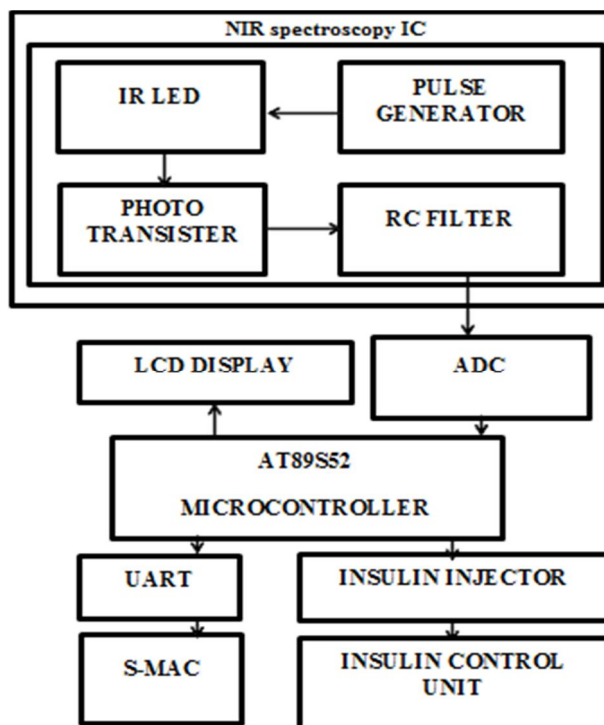 NIR spectroscopy IC
IR LED
PULSE
GENERATOR
PHOTO
TRANSISTER
RC FILTER
LCD DISPLAY
ADC
AT89S52
MICROCONTROLLER
UART
INSULIN INJECTOR
S-MAC
INSULIN CONTROL
UNIT